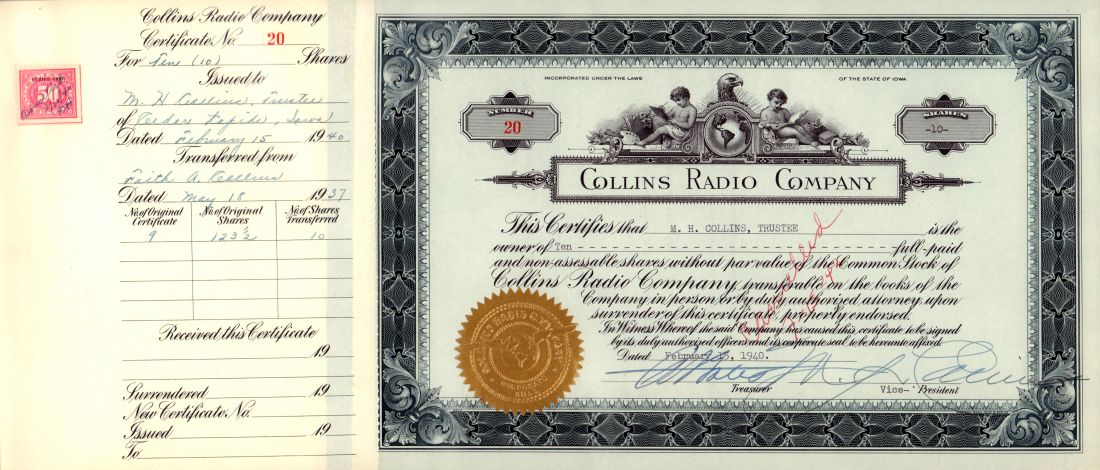 Collins Radio Company
Certificate No. 20
For Ten (10) Shares
Issued to
M. H. Collins, Trustee
of Cedar Rapids, Iowa
Dated February 15 1940
Transferred from
Faith A. Collins
Dated May 18 1937
No. of Original Certificate No. of Original Shares No. of Shares Transferred
9 123½ 10
Received this Certificate
19
Surrendered 19
New Certificate No.
Issued 19
To
50
INCORPORATED UNDER THE LAWS OF THE STATE OF IOWA
NUMBER
20
SHARES
-10-
COLLINS RADIO COMPANY
This Certifies that M. H. COLLINS, TRUSTEE is the
owner of Ten full-paid
and non-assessable shares without par value of the Common Stock of
Collins Radio Company transferable on the books of the
Company in person or by duly authorized attorney upon
surrender of this certificate properly endorsed.
In Witness Whereof the said Company has caused this certificate to be signed
by its duly authorized officers and its corporate seal to be hereunto affixed.
Dated February 15, 1940.
Treasurer Vice- President
Cancelled